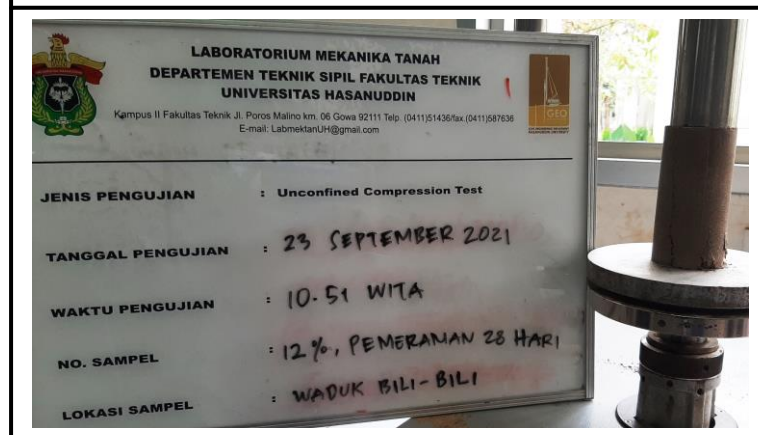 LABORATORIUM MEKANIKA TANAH
DEPARTEMEN TEKNIK SIPIL FAKULTAS TEKNIK
UNIVERSITAS HASANUDDIN
Kampus II Fakultas Teknik Jl. Poros Malino km. 06 Gowa 92111 Telp. (0411)51436/fax.(0411)587636
E-mail: LabmektanUH@gmail.com
GEO
JENIS PENGUJIAN : Unconfined Compression Test
TANGGAL PENGUJIAN : 23 SEPTEMBER 2021
WAKTU PENGUJIAN : 10.51 WITA
NO. SAMPEL : 12%, PEMERAMAN 28 HARI
LOKASI SAMPEL : WADUK BILI-BILI